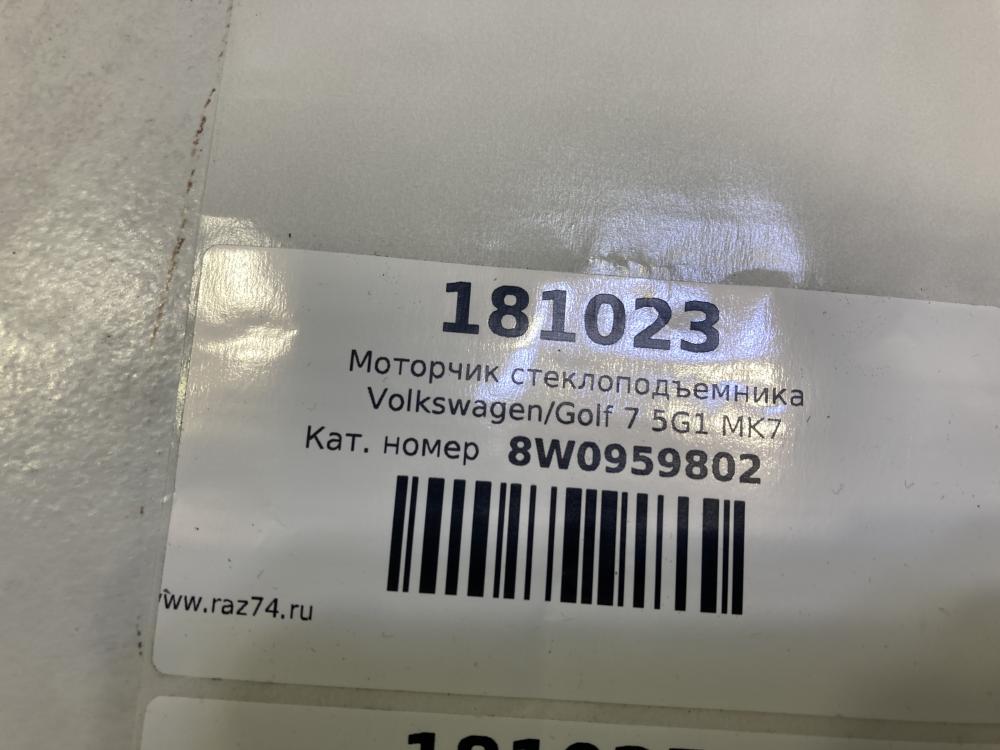 181023
Моторчик стеклоподъемника
Volkswagen/Golf 7 5G1 MK7
Кат. номер 8W0959802
www.raz74.ru